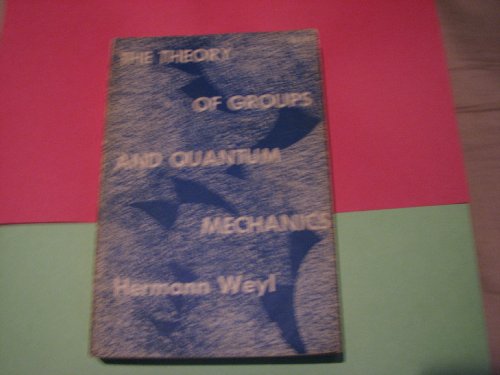 THE THEORY
OF GROUPS
AND QUANTUM
MECHANICS
Hermann Weyl